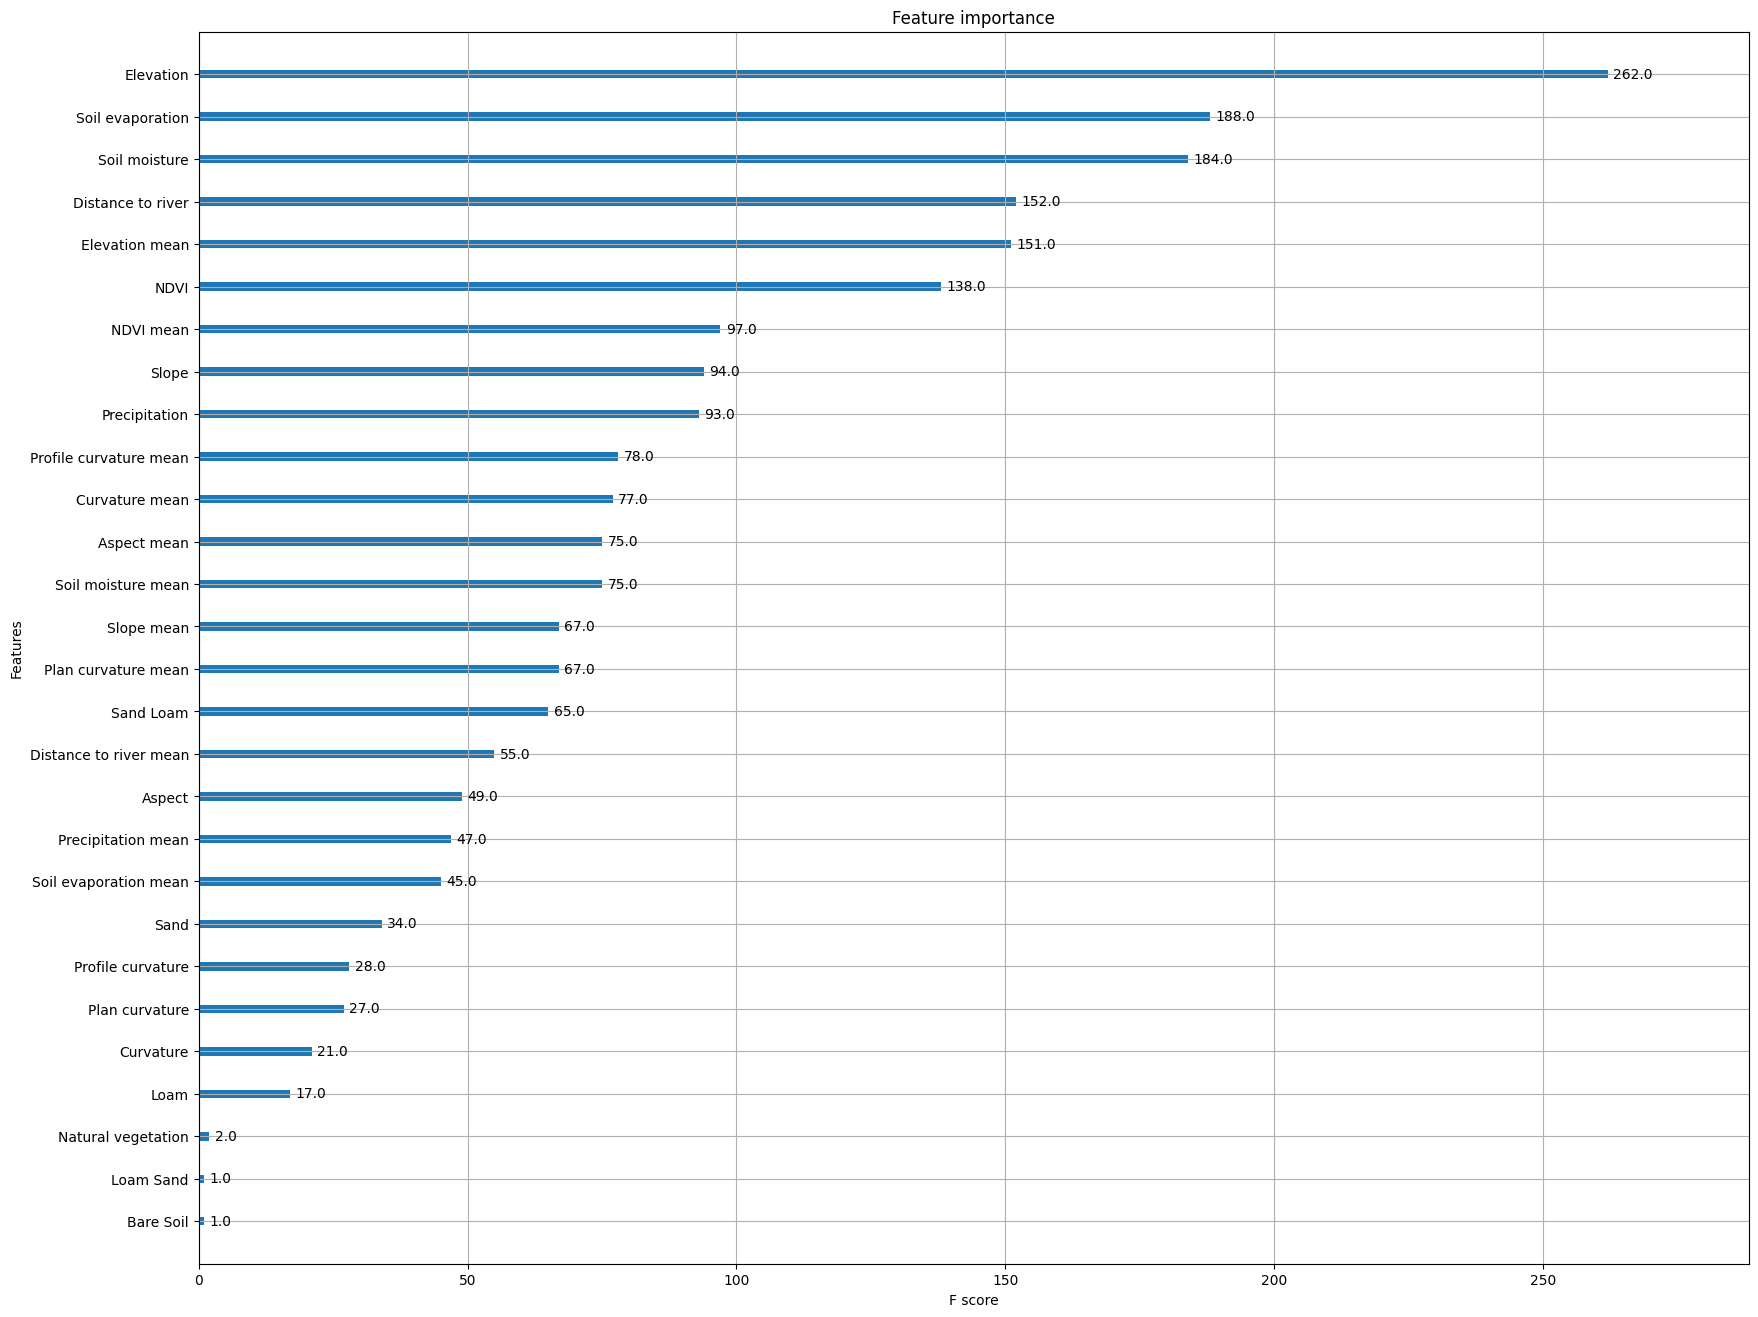 Feature importance
Elevation 262.0
Soil evaporation 188.0
Soil moisture 184.0
Distance to river 152.0
Elevation mean 151.0
NDVI 138.0
NDVI mean 97.0
Slope 94.0
Precipitation 93.0
Profile curvature mean 78.0
Curvature mean 77.0
Aspect mean 75.0
Soil moisture mean 75.0
Slope mean 67.0
Plan curvature mean 67.0
Sand Loam 65.0
Distance to river mean 55.0
Aspect 49.0
Precipitation mean 47.0
Soil evaporation mean 45.0
Sand 34.0
Profile curvature 28.0
Plan curvature 27.0
Curvature 21.0
Loam 17.0
Natural vegetation 2.0
Loam Sand 1.0
Bare Soil 1.0
Features
0 50 100 150 200 250
F score